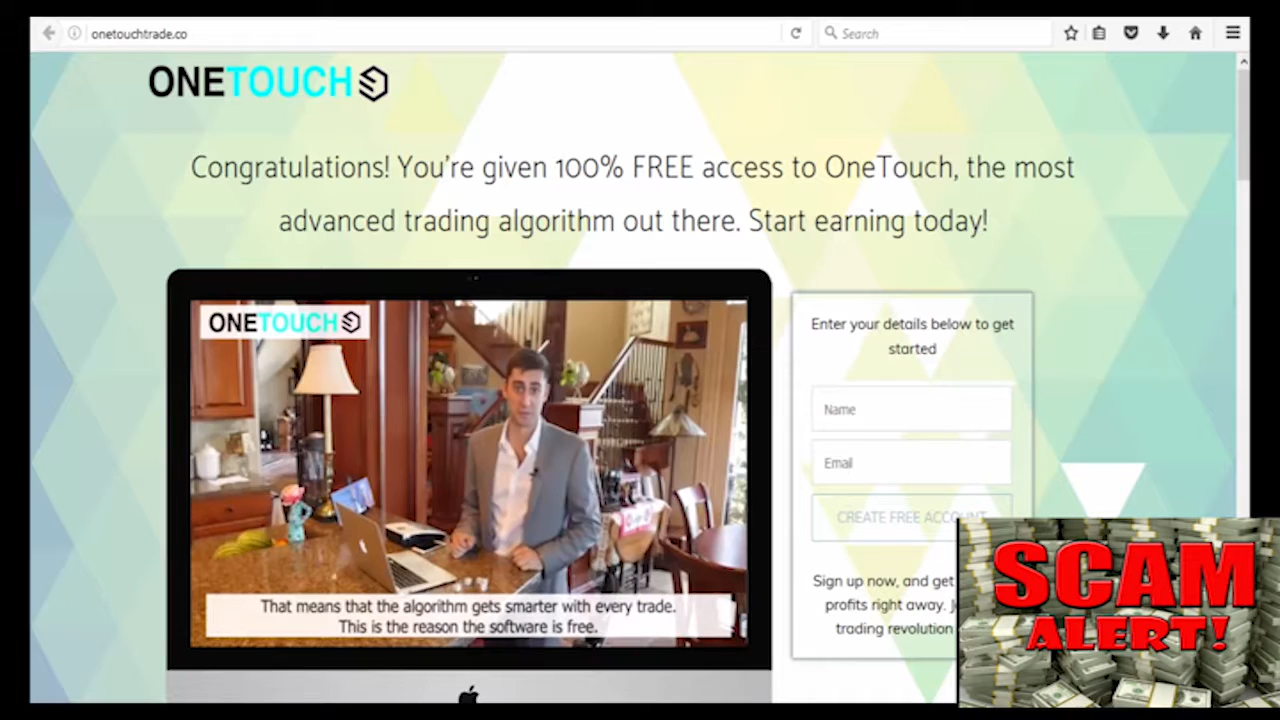 onetouchtrade.co
Search
ONETOUCH
Congratulations! You're given 100% FREE access to OneTouch, the most
advanced trading algorithm out there. Start earning today!
ONETOUCH
That means that the algorithm gets smarter with every trade.
This is the reason the software is free.
Enter your details below to get
started
Name
Email
CREATE FREE ACCOUNT
Sign up now, and get
profits right away.
trading revolution
SCAM
ALERT!